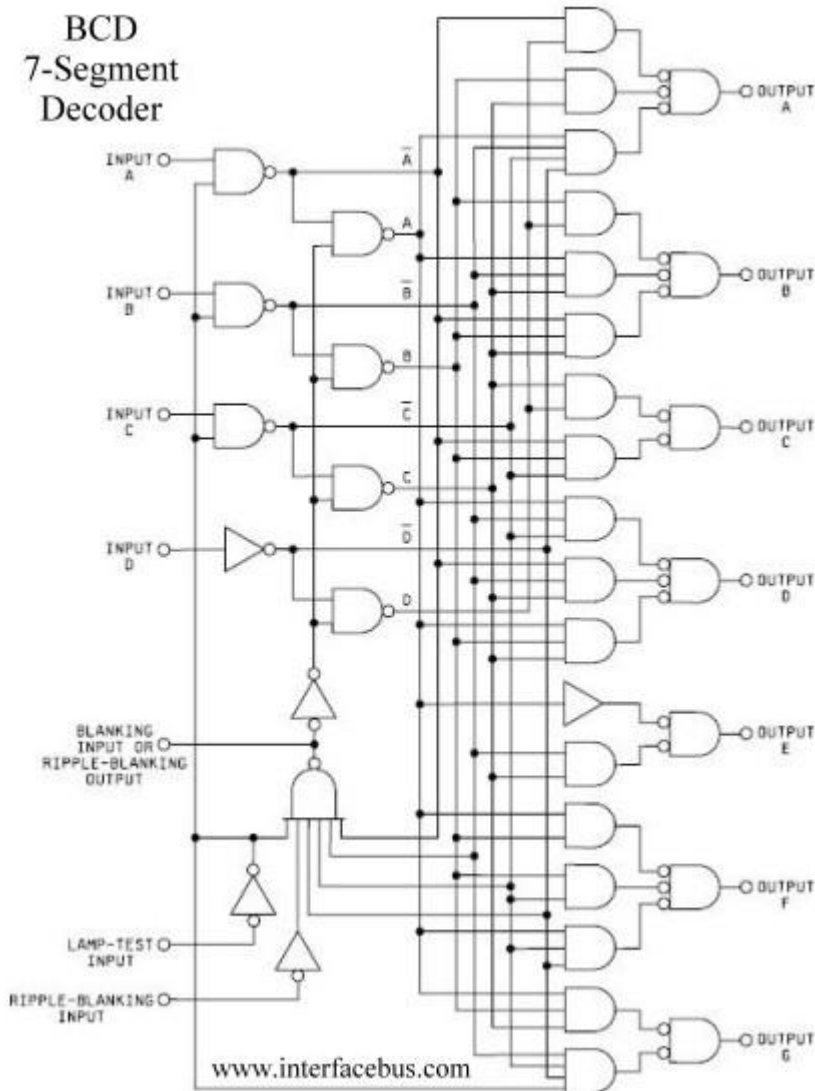 BCD
7-Segment
Decoder
INPUT
A
INPUT
B
INPUT
C
INPUT
D
A̅
A
B̅
B
C̅
C
D̅
D
BLANKING
INPUT OR
RIPPLE-BLANKING
OUTPUT
LAMP-TEST
INPUT
RIPPLE-BLANKING
INPUT
OUTPUT
A
OUTPUT
B
OUTPUT
C
OUTPUT
D
OUTPUT
E
OUTPUT
F
OUTPUT
G
www.interfacebus.com